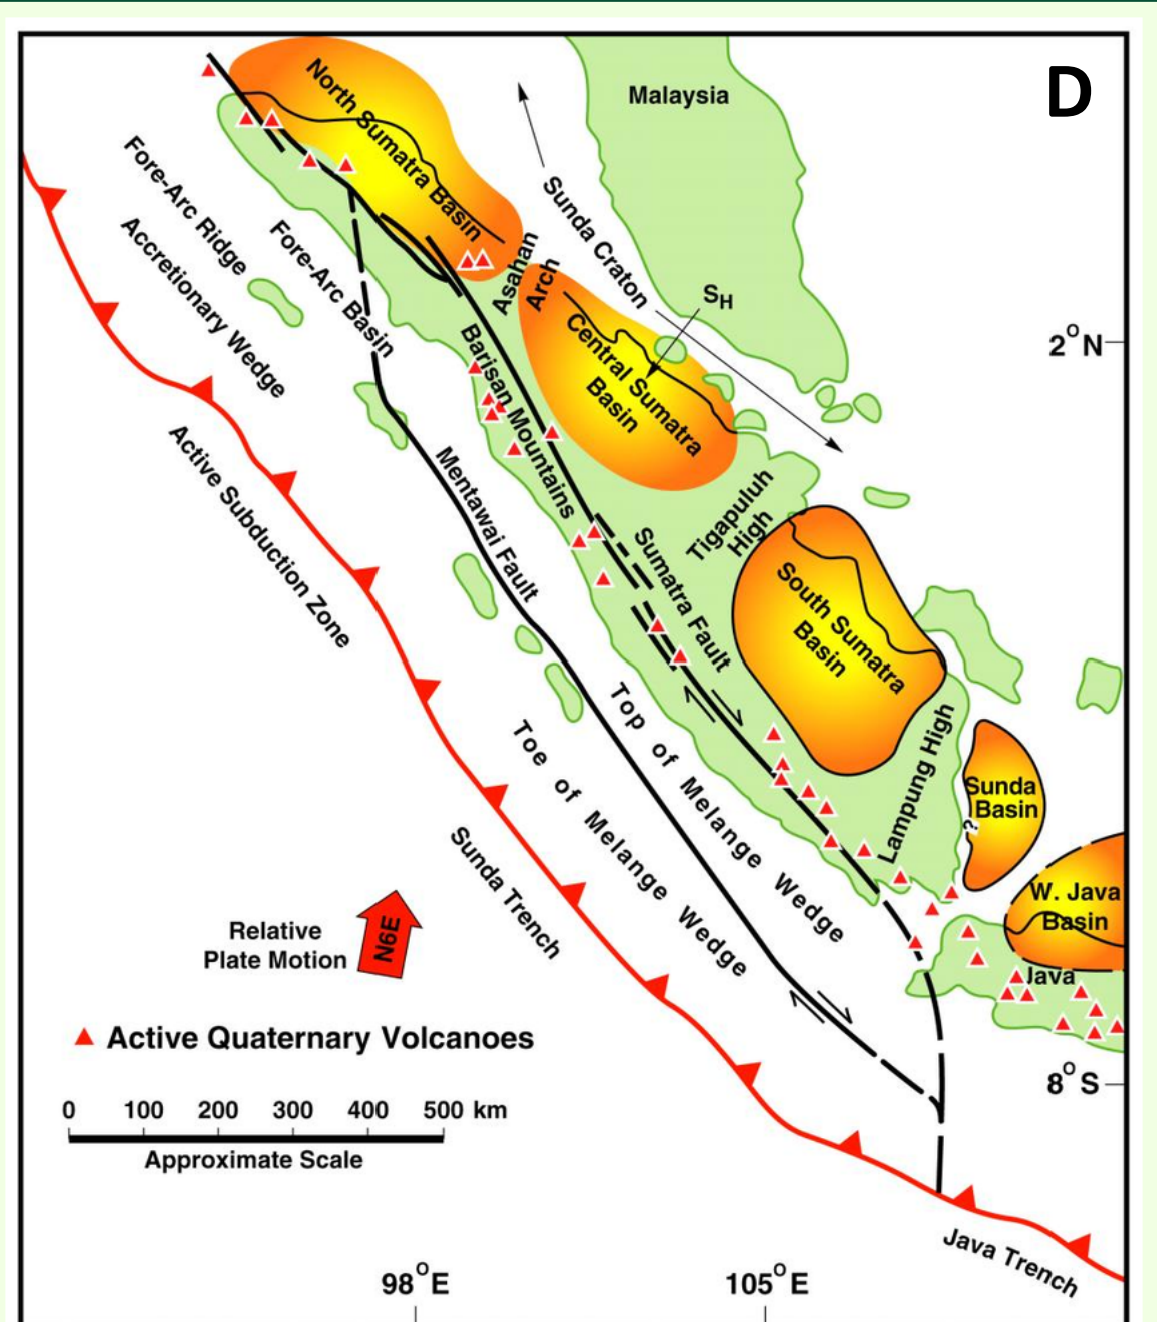 D
Malaysia
North Sumatra Basin
Fore-Arc Ridge
Accretionary Wedge
Fore-Arc Basin
Sunda Craton
Asahan
Arch
SH
2°N
Central Sumatra
Basin
Barisan Mountains
Active Subduction Zone
Mentawai Fault
Tigapuluh
High
Sumatra Fault
South Sumatra
Basin
Top of Melange Wedge
Toe of Melange Wedge
Lampung High
Sunda
Basin
?
Sunda Trench
W. Java
Basin
Java
Relative
Plate Motion
N6E
Active Quaternary Volcanoes
8°S
0 100 200 300 400 500 km
Approximate Scale
Java Trench
98°E
105°E